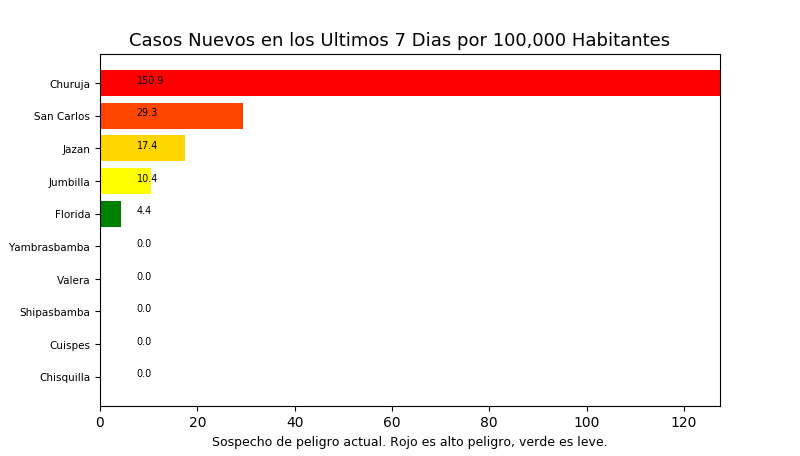 Casos Nuevos en los Ultimos 7 Dias por 100,000 Habitantes
Churuja 150.9
San Carlos 29.3
Jazan 17.4
Jumbilla 10.4
Florida 4.4
Yambrasbamba 0.0
Valera 0.0
Shipasbamba 0.0
Cuispes 0.0
Chisquilla 0.0
0 20 40 60 80 100 120
Sospecho de peligro actual. Rojo es alto peligro, verde es leve.